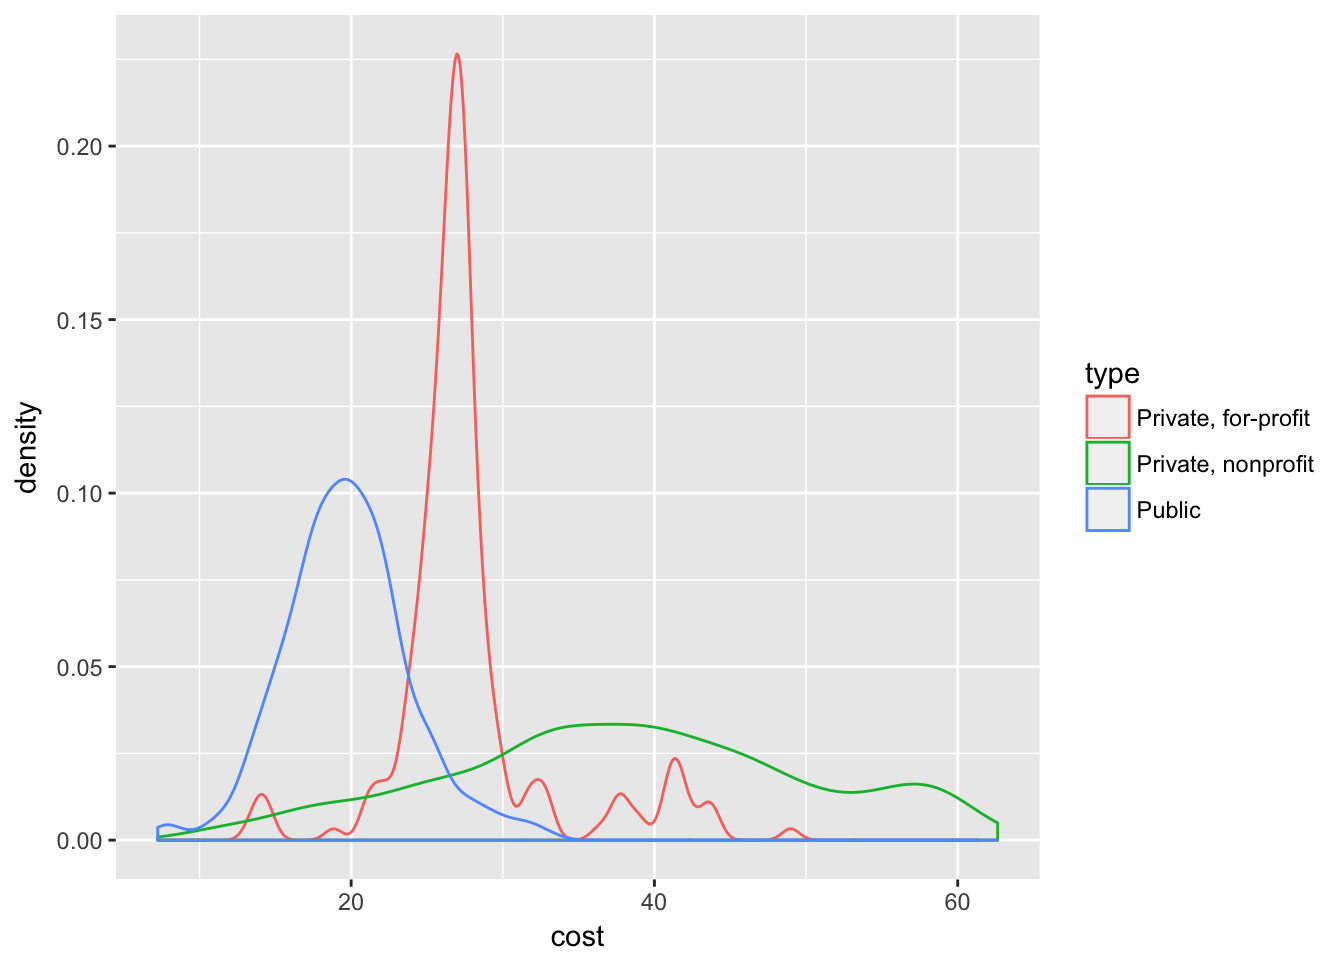 density
0.20
0.15
0.10
0.05
0.00
20
40
60
cost
type
Private, for-profit
Private, nonprofit
Public